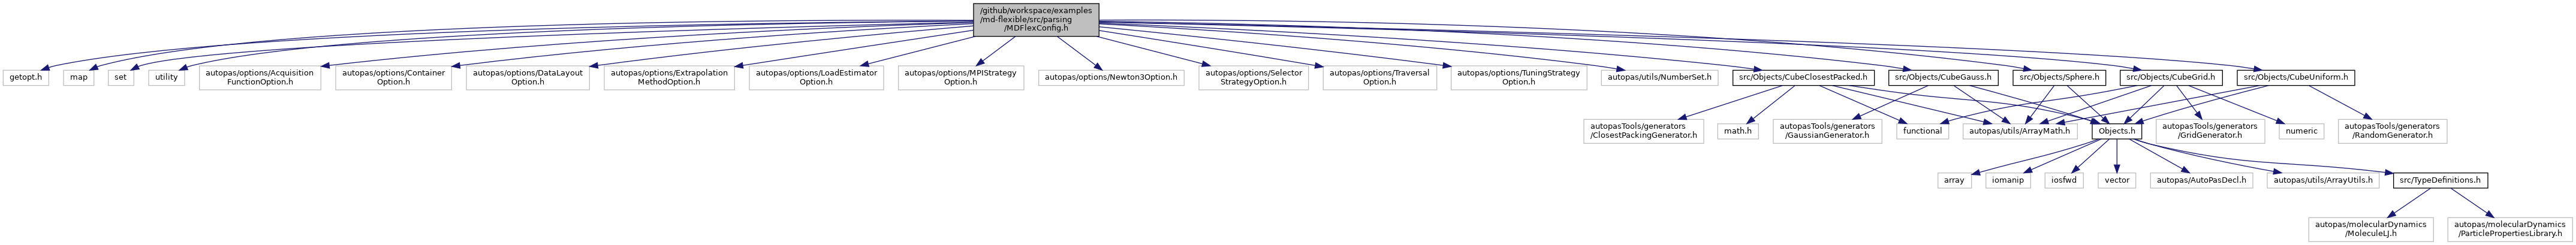 /github/workspace/examples
/md-flexible/src/parsing
/MDFlexConfig.h
getopt.h
map
set
utility
autopas/options/Acquisition
FunctionOption.h
autopas/options/Container
Option.h
autopas/options/DataLayout
Option.h
autopas/options/Extrapolation
MethodOption.h
autopas/options/LoadEstimator
Option.h
autopas/options/MPIStrategy
Option.h
autopas/options/Newton3Option.h
autopas/options/Selector
StrategyOption.h
autopas/options/Traversal
Option.h
autopas/options/TuningStrategy
Option.h
autopas/utils/NumberSet.h
src/Objects/CubeClosestPacked.h
src/Objects/CubeGauss.h
src/Objects/Sphere.h
src/Objects/CubeGrid.h
src/Objects/CubeUniform.h
autopasTools/generators
/ClosestPackingGenerator.h
math.h
autopasTools/generators
/GaussianGenerator.h
functional
autopas/utils/ArrayMath.h
Objects.h
autopasTools/generators
/GridGenerator.h
numeric
autopasTools/generators
/RandomGenerator.h
array
iomanip
iosfwd
vector
autopas/AutoPasDecl.h
autopas/utils/ArrayUtils.h
src/TypeDefinitions.h
autopas/molecularDynamics
/MoleculeLJ.h
autopas/molecularDynamics
/ParticlePropertiesLibrary.h